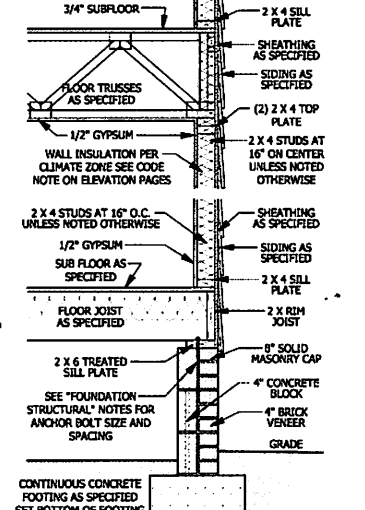 3/4" SUBFLOOR
2 X 4 SILL
PLATE
SHEATHING
AS SPECIFIED
SIDING AS
SPECIFIED
FLOOR TRUSSES
AS SPECIFIED
(2) 2 X 4 TOP
PLATE
1/2" GYPSUM
2 X 4 STUDS AT
16" ON CENTER
UNLESS NOTED
OTHERWISE
WALL INSULATION PER
CLIMATE ZONE SEE CODE
NOTE ON ELEVATION PAGES
2 X 4 STUDS AT 16" O.C.
UNLESS NOTED OTHERWISE
SHEATHING
AS SPECIFIED
1/2" GYPSUM
SIDING AS
SPECIFIED
SUB FLOOR AS
SPECIFIED
2 X 4 SILL
PLATE
FLOOR JOIST
AS SPECIFIED
2 X RIM
JOIST
2 X 6 TREATED
SILL PLATE
8" SOLID
MASONRY CAP
SEE "FOUNDATION
STRUCTURAL" NOTES FOR
ANCHOR BOLT SIZE AND
SPACING
4" CONCRETE
BLOCK
4" BRICK
VENEER
GRADE
CONTINUOUS CONCRETE
FOOTING AS SPECIFIED
SET BOTTOM OF FOOTING